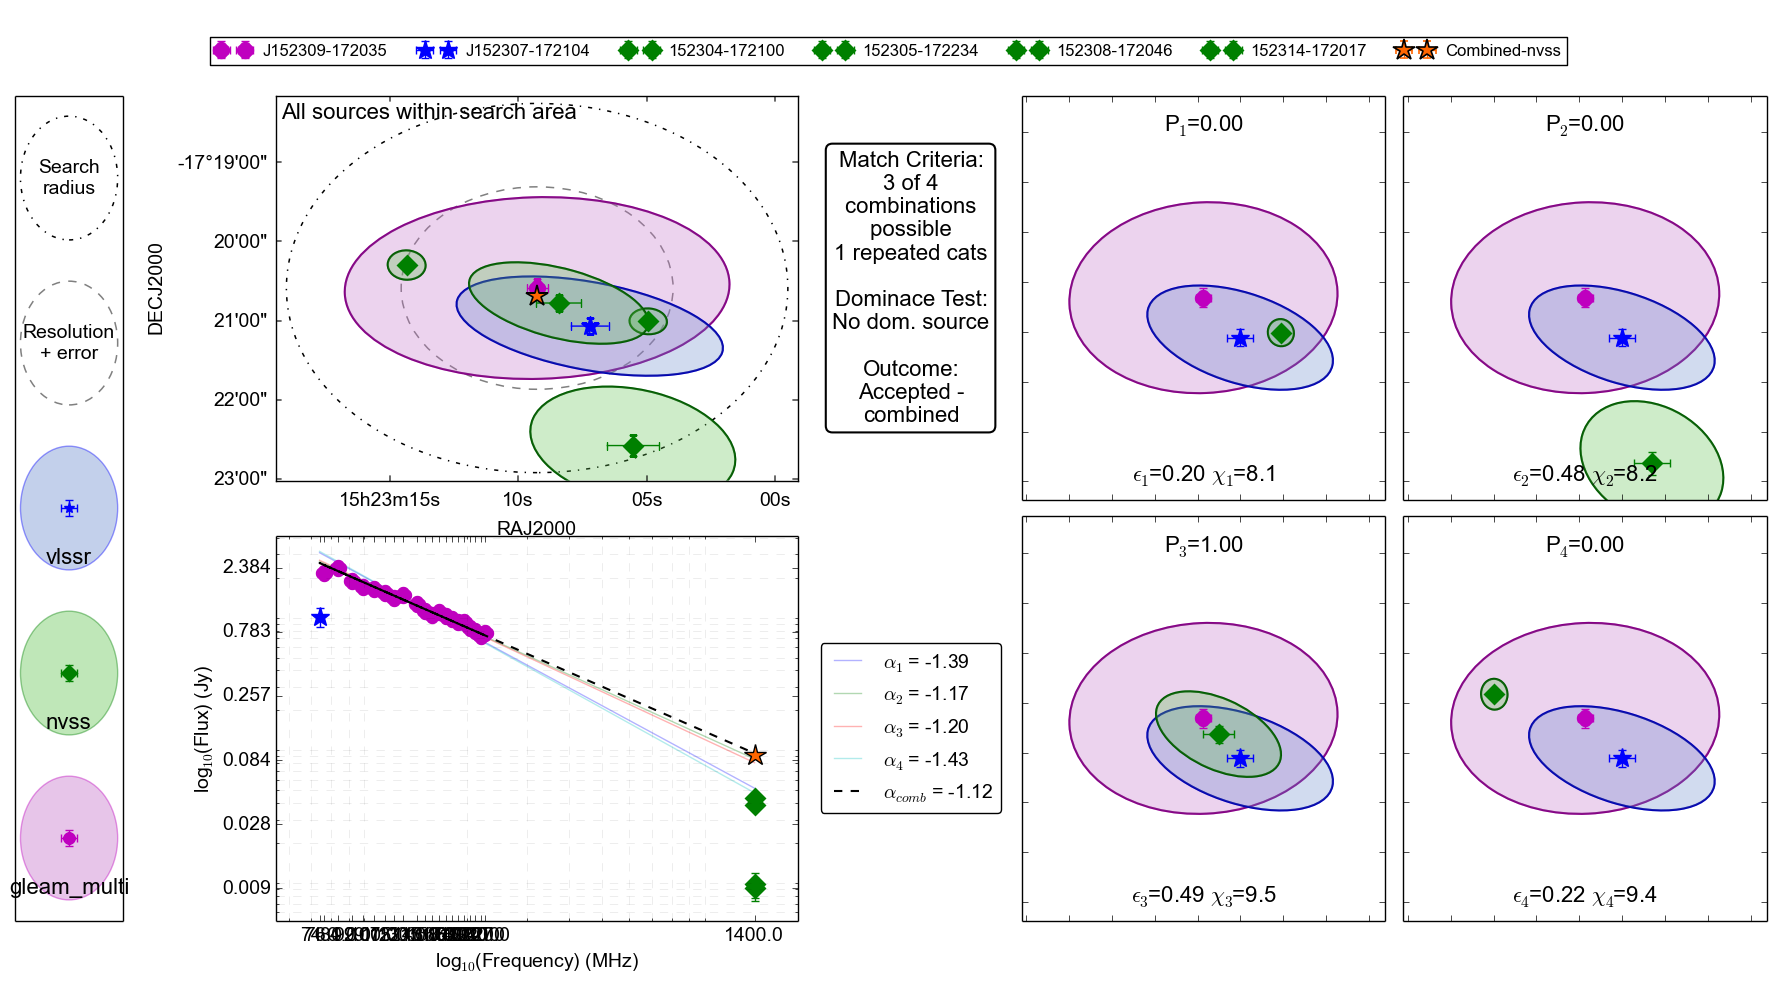 J152309-172035 J152307-172104 152304-172100 152305-172234 152308-172046 152314-172017 Combined-nvss
Search
radius
Resolution
+ error
vlssr
nvss
gleam_multi
All sources within search area
DECJ2000
-17°19'00"
20'00"
21'00"
22'00"
23'00"
15h23m15s 10s 05s 00s
RAJ2000
Match Criteria:
3 of 4
combinations
possible
1 repeated cats
Dominace Test:
No dom. source
Outcome:
Accepted -
combined
P1=0.00
ϵ1=0.20 χ1=8.1
P2=0.00
ϵ2=0.48 χ2=8.2
log10(Flux) (Jy)
2.384
0.783
0.257
0.084
0.028
0.009
1400.0
log10(Frequency) (MHz)
α1 = -1.39
α2 = -1.17
α3 = -1.20
α4 = -1.43
αcomb = -1.12
P3=1.00
ϵ3=0.49 χ3=9.5
P4=0.00
ϵ4=0.22 χ4=9.4